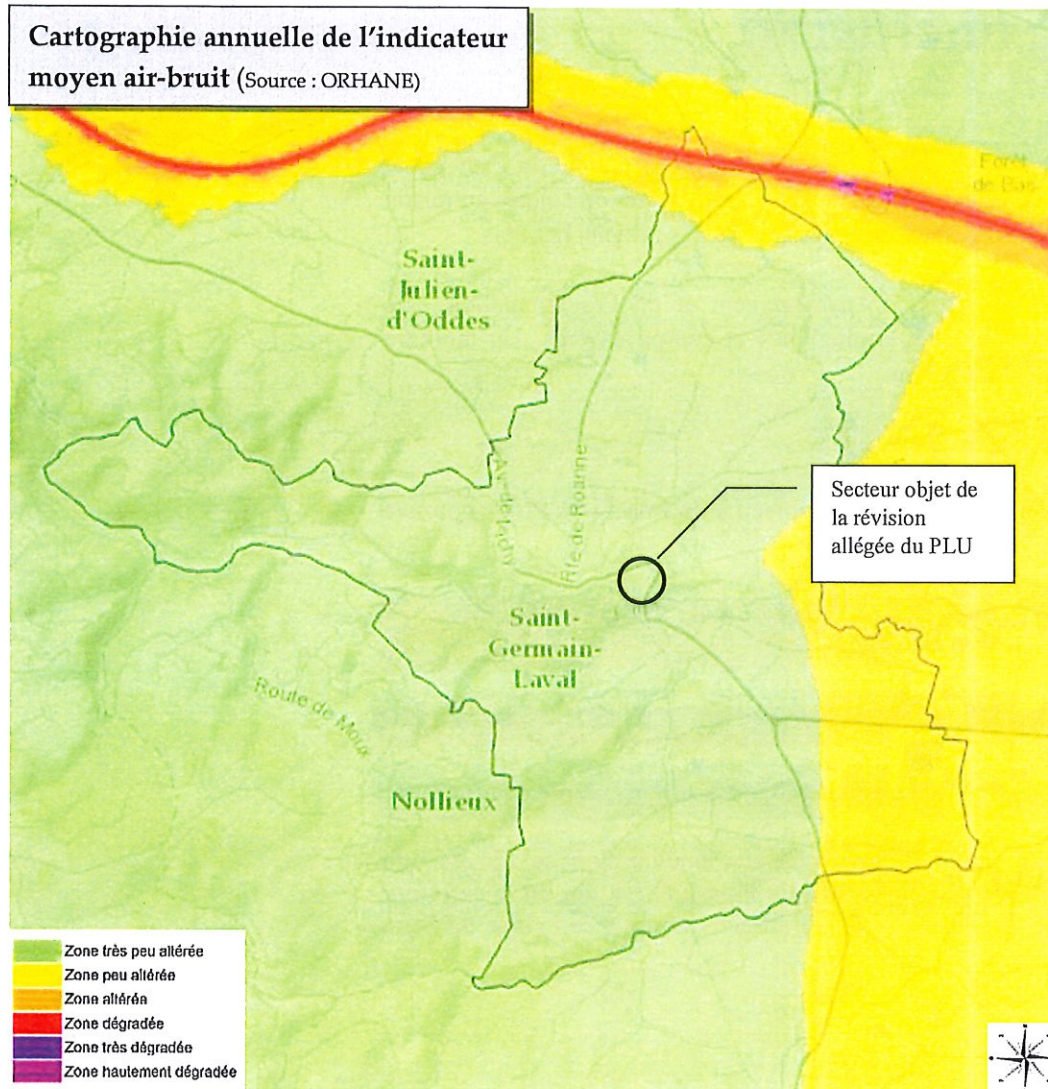 Cartographie annuelle de l'indicateur
moyen air-bruit (Source : ORHANE)
Forêt
de Bas
Saint-
Julien-
d'Oddes
Rte de Roanne
Secteur objet de
la révision
allégée du PLU
Saint-
Germain-
Laval
Route de Moux
Nollieux
Zone très peu altérée
Zone peu altérée
Zone altérée
Zone dégradée
Zone très dégradée
Zone hautement dégradée